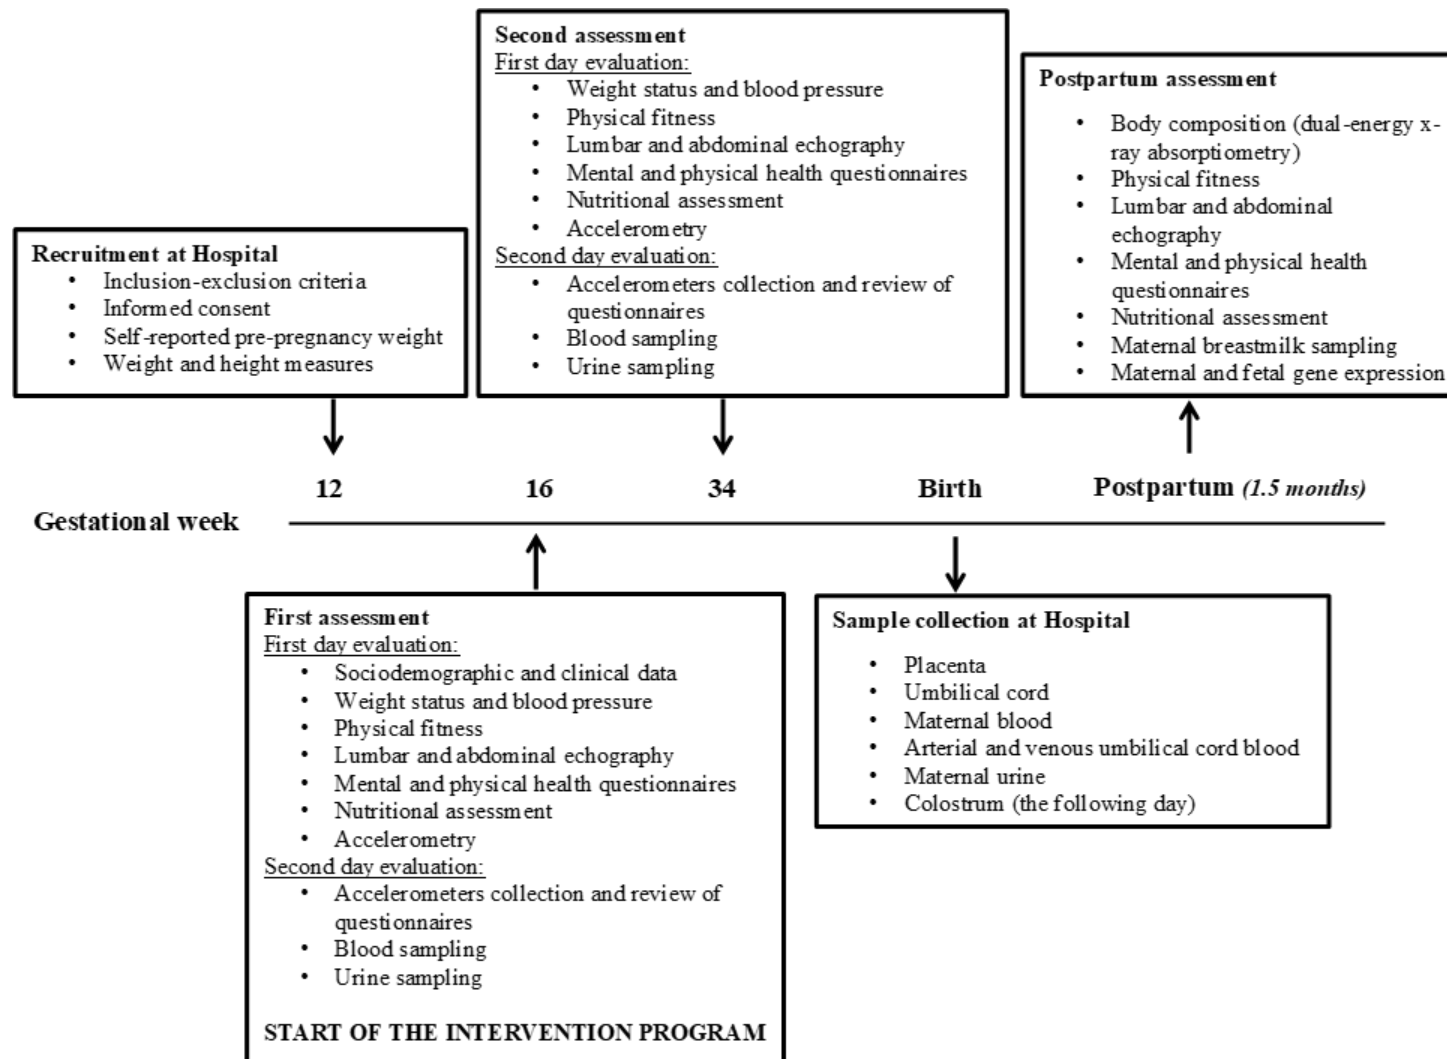 Recruitment at Hospital
• Inclusion-exclusion criteria
• Informed consent
• Self-reported pre-pregnancy weight
• Weight and height measures
Second assessment
First day evaluation:
• Weight status and blood pressure
• Physical fitness
• Lumbar and abdominal echography
• Mental and physical health questionnaires
• Nutritional assessment
• Accelerometry
Second day evaluation:
• Accelerometers collection and review of
questionnaires
• Blood sampling
• Urine sampling
Postpartum assessment
• Body composition (dual-energy x-
ray absorptiometry)
• Physical fitness
• Lumbar and abdominal
echography
• Mental and physical health
questionnaires
• Nutritional assessment
• Maternal breastmilk sampling
• Maternal and fetal gene expression
12 16 34 Birth Postpartum (1.5 months)
Gestational week
First assessment
First day evaluation:
• Sociodemographic and clinical data
• Weight status and blood pressure
• Physical fitness
• Lumbar and abdominal echography
• Mental and physical health questionnaires
• Nutritional assessment
• Accelerometry
Second day evaluation:
• Accelerometers collection and review of
questionnaires
• Blood sampling
• Urine sampling
START OF THE INTERVENTION PROGRAM
Sample collection at Hospital
• Placenta
• Umbilical cord
• Maternal blood
• Arterial and venous umbilical cord blood
• Maternal urine
• Colostrum (the following day)